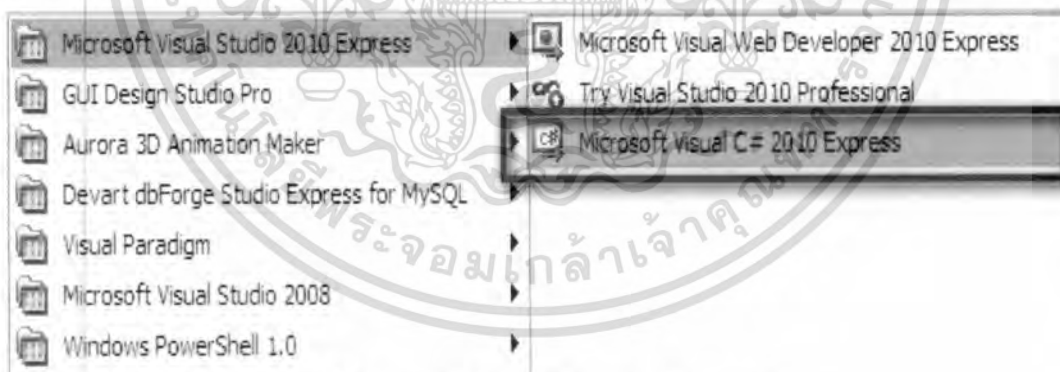 Microsoft Visual Studio 2010 Express
GUI Design Studio Pro
Aurora 3D Animation Maker
Devart dbForge Studio Express for MySQL
Visual Paradigm
Microsoft Visual Studio 2008
Windows PowerShell 1.0
Microsoft Visual Web Developer 2010 Express
Try Visual Studio 2010 Professional
Microsoft Visual C# 2010 Express